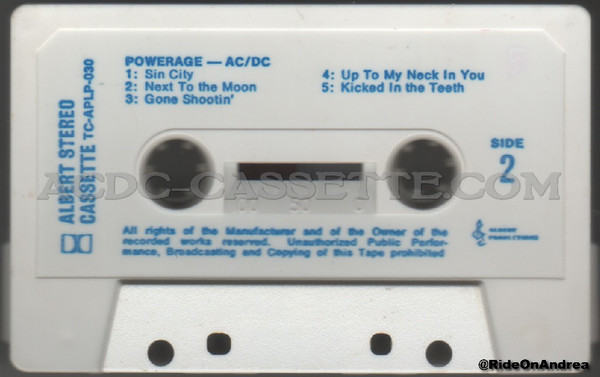 POWERAGE — AC/DC
1: Sin City
2: Next To the Moon
3: Gone Shootin'
4: Up To My Neck In You
5: Kicked In the Teeth
ALBERT STEREO
CASSETTE TC-APLP-030
SIDE
2
ACDC-CASSETTE.COM
All rights of the Manufacturer and of the Owner of the
recorded works reserved. Unauthorized Public Perfor-
mance, Broadcasting and Copying of this Tape prohibited
ALBERT
PRODUCTIONS
@RideOnAndrea